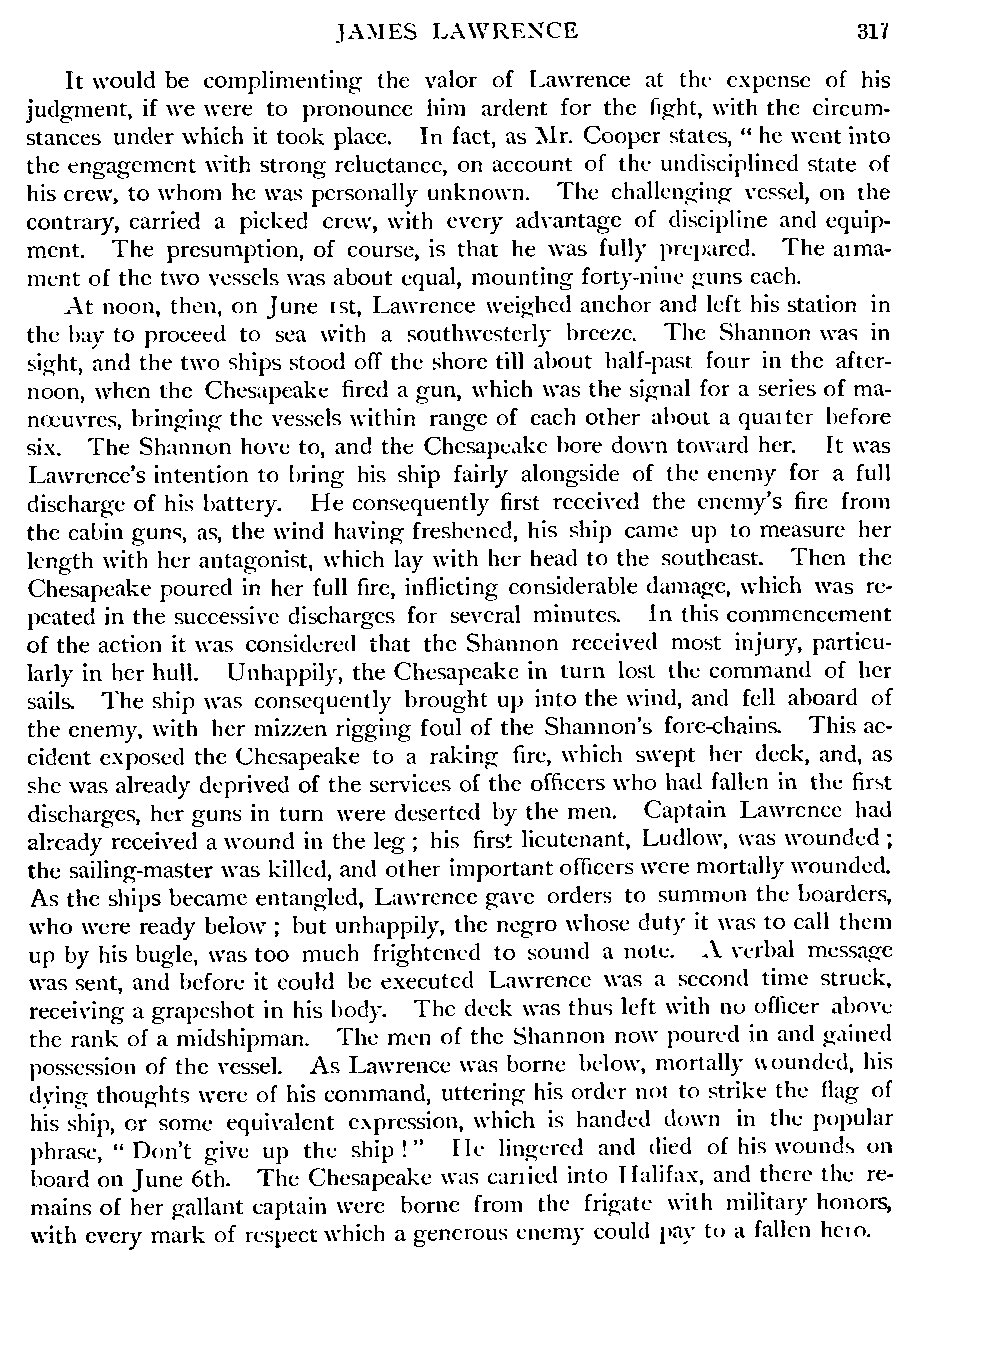 JAMES LAWRENCE 317
It would be complimenting the valor of Lawrence at the expense of his
judgment, if we were to pronounce him ardent for the fight, with the circum-
stances under which it took place. In fact, as Mr. Cooper states, “ he went into
the engagement with strong reluctance, on account of the undisciplined state of
his crew, to whom he was personally unknown. The challenging vessel, on the
contrary, carried a picked crew, with every advantage of discipline and equip-
ment. The presumption, of course, is that he was fully prepared. The arma-
ment of the two vessels was about equal, mounting forty-nine guns each.
At noon, then, on June 1st, Lawrence weighed anchor and left his station in
the bay to proceed to sea with a southwesterly breeze. The Shannon was in
sight, and the two ships stood off the shore till about half-past four in the after-
noon, when the Chesapeake fired a gun, which was the signal for a series of ma-
nœuvres, bringing the vessels within range of each other about a quarter before
six. The Shannon hove to, and the Chesapeake bore down toward her. It was
Lawrence’s intention to bring his ship fairly alongside of the enemy for a full
discharge of his battery. He consequently first received the enemy’s fire from
the cabin guns, as, the wind having freshened, his ship came up to measure her
length with her antagonist, which lay with her head to the southeast. Then the
Chesapeake poured in her full fire, inflicting considerable damage, which was re-
peated in the successive discharges for several minutes. In this commencement
of the action it was considered that the Shannon received most injury, particu-
larly in her hull. Unhappily, the Chesapeake in turn lost the command of her
sails. The ship was consequently brought up into the wind, and fell aboard of
the enemy, with her mizzen rigging foul of the Shannon’s fore-chains. This ac-
cident exposed the Chesapeake to a raking fire, which swept her deck, and, as
she was already deprived of the services of the officers who had fallen in the first
discharges, her guns in turn were deserted by the men. Captain Lawrence had
already received a wound in the leg ; his first lieutenant, Ludlow, was wounded ;
the sailing-master was killed, and other important officers were mortally wounded.
As the ships became entangled, Lawrence gave orders to summon the boarders,
who were ready below ; but unhappily, the negro whose duty it was to call them
up by his bugle, was too much frightened to sound a note. A verbal message
was sent, and before it could be executed Lawrence was a second time struck,
receiving a grapeshot in his body. The deck was thus left with no officer above
the rank of a midshipman. The men of the Shannon now poured in and gained
possession of the vessel. As Lawrence was borne below, mortally wounded, his
dying thoughts were of his command, uttering his order not to strike the flag of
his ship, or some equivalent expression, which is handed down in the popular
phrase, “ Don’t give up the ship ! ” He lingered and died of his wounds on
board on June 6th. The Chesapeake was carried into Halifax, and there the re-
mains of her gallant captain were borne from the frigate with military honors,
with every mark of respect which a generous enemy could pay to a fallen hero.